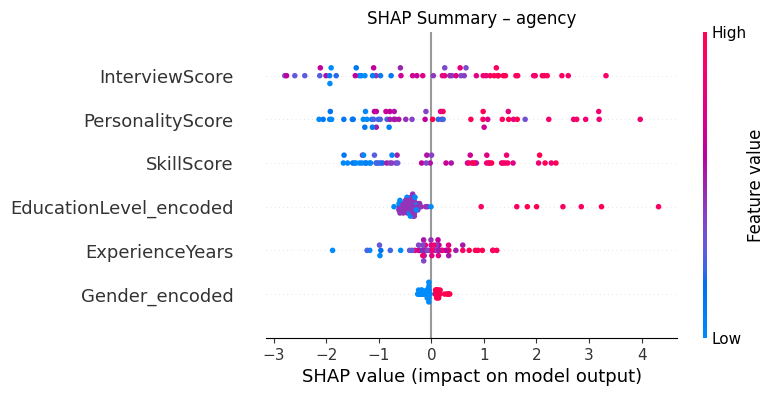 SHAP Summary – agency
High
InterviewScore
PersonalityScore
SkillScore
EducationLevel_encoded
ExperienceYears
Gender_encoded
Feature value
Low
−3 −2 −1 0 1 2 3 4
SHAP value (impact on model output)